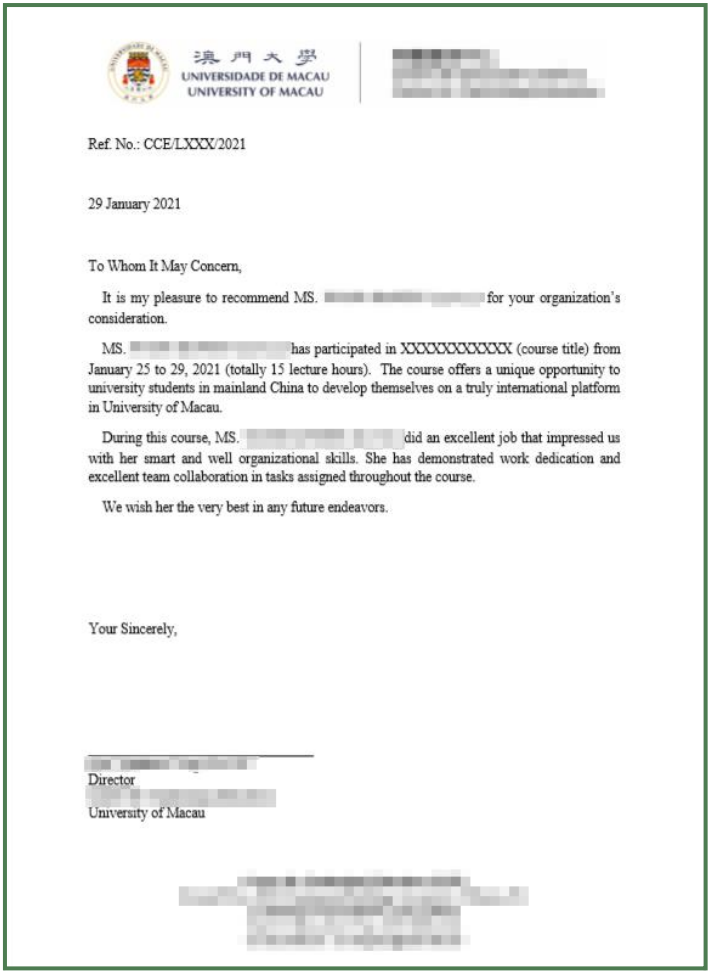 澳門大學
UNIVERSIDADE DE MACAU
UNIVERSITY OF MACAU
Ref. No.: CCE/LXXX/2021
29 January 2021
To Whom It May Concern,
It is my pleasure to recommend MS. for your organization's
consideration.
MS. has participated in XXXXXXXXXXX (course title) from
January 25 to 29, 2021 (totally 15 lecture hours). The course offers a unique opportunity to
university students in mainland China to develop themselves on a truly international platform
in University of Macau.
During this course, MS. did an excellent job that impressed us
with her smart and well organizational skills. She has demonstrated work dedication and
excellent team collaboration in tasks assigned throughout the course.
We wish her the very best in any future endeavors.
Your Sincerely,
Director
University of Macau